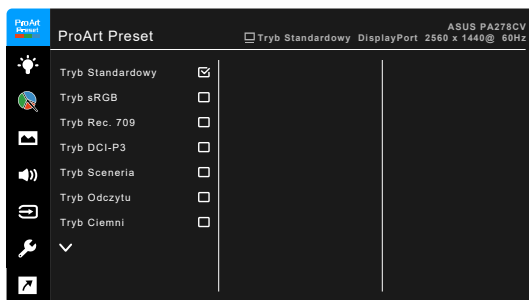 ProArt
Preset
ProArt Preset
ASUS PA278CV
Tryb Standardowy DisplayPort 2560 x 1440@ 60Hz
Tryb Standardowy
Tryb sRGB
Tryb Rec. 709
Tryb DCI-P3
Tryb Sceneria
Tryb Odczytu
Tryb Ciemni